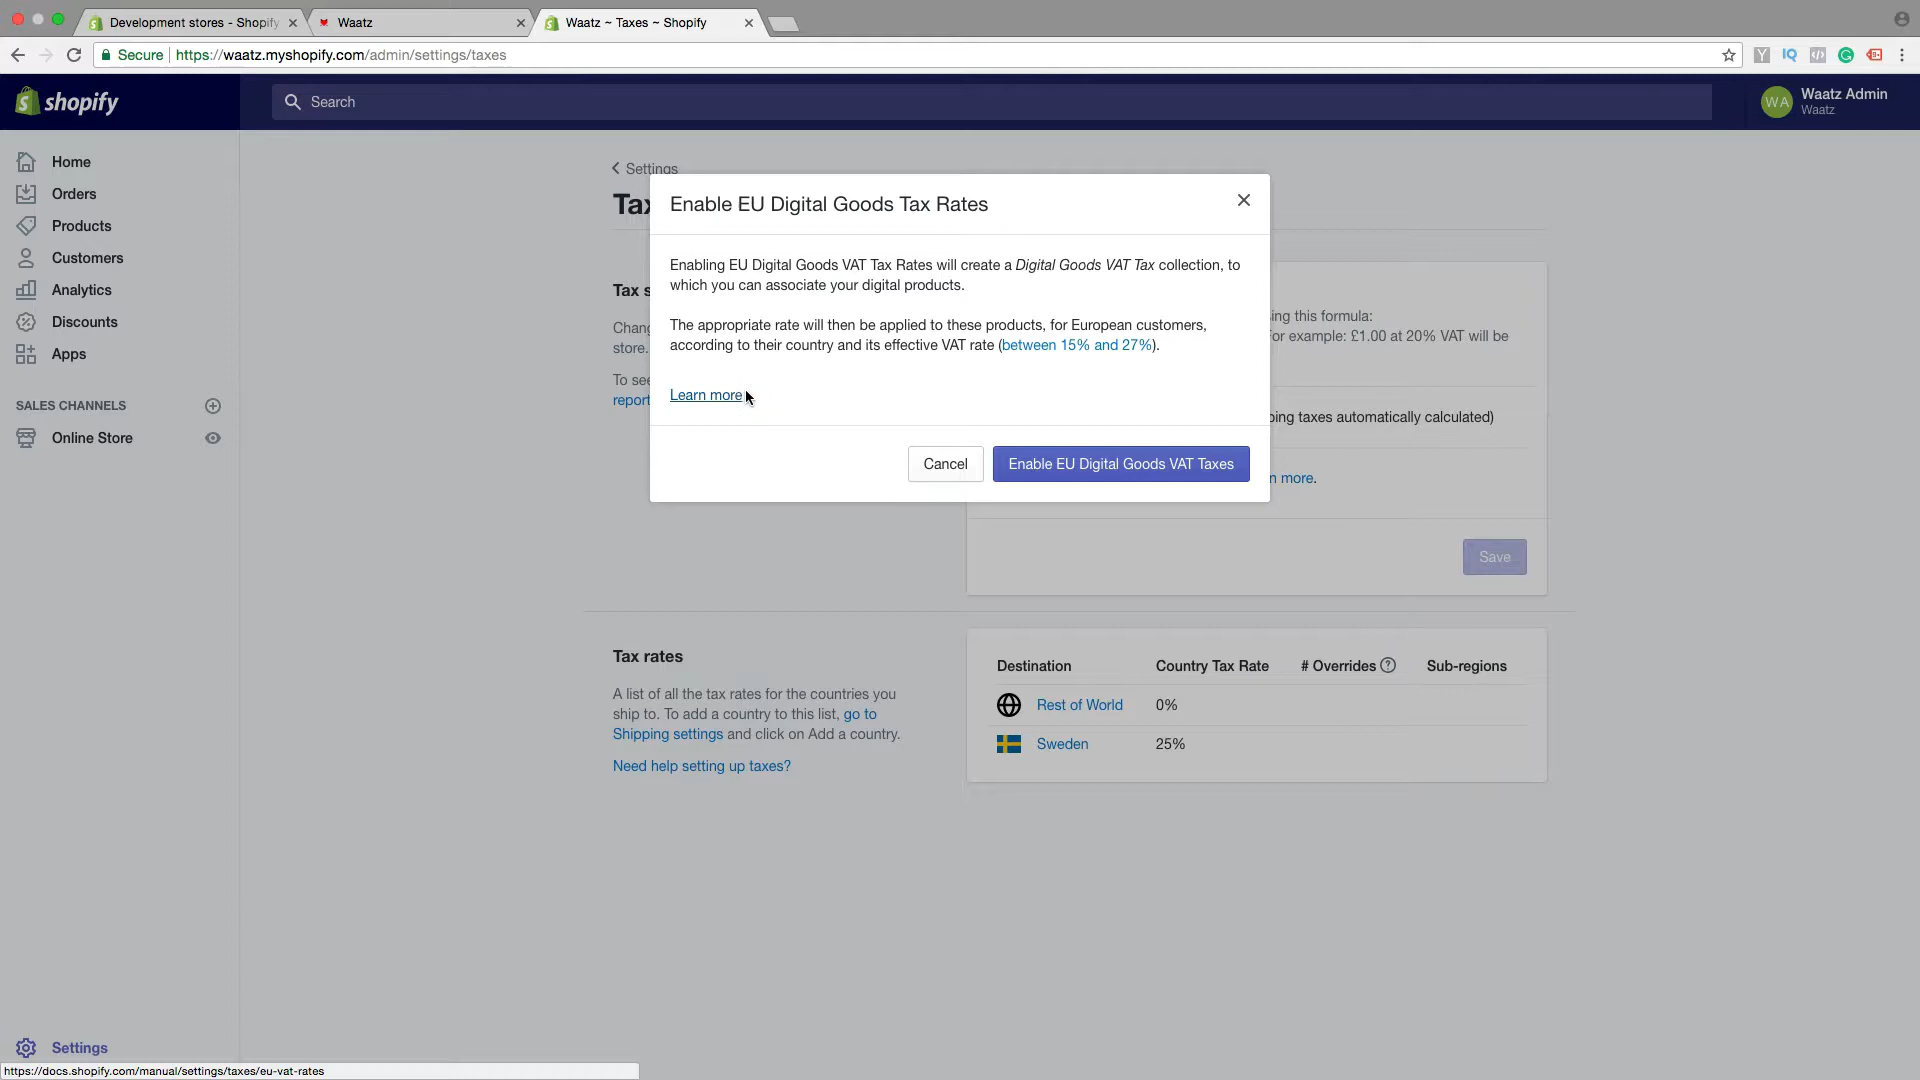 Development stores - Shopify
Waatz
Waatz ~ Taxes ~ Shopify
Secure https://waatz.myshopify.com/admin/settings/taxes
shopify
Search
WA
Waatz Admin
Waatz
Home
Orders
Products
Customers
Analytics
Discounts
Apps
SALES CHANNELS
Online Store
Settings
Settings
Tax
Enable EU Digital Goods Tax Rates
Enabling EU Digital Goods VAT Tax Rates will create a Digital Goods VAT Tax collection, to
which you can associate your digital products.
The appropriate rate will then be applied to these products, for European customers,
according to their country and its effective VAT rate (between 15% and 27%).
Learn more
Cancel
Enable EU Digital Goods VAT Taxes
Tax s
Chang
store.
To see
report
ing this formula:
For example: £1.00 at 20% VAT will be
ping taxes automatically calculated)
n more.
Save
Tax rates
A list of all the tax rates for the countries you
ship to. To add a country to this list, go to
Shipping settings and click on Add a country.
Need help setting up taxes?
Destination Country Tax Rate # Overrides ? Sub-regions
Rest of World 0%
Sweden 25%
https://docs.shopify.com/manual/settings/taxes/eu-vat-rates